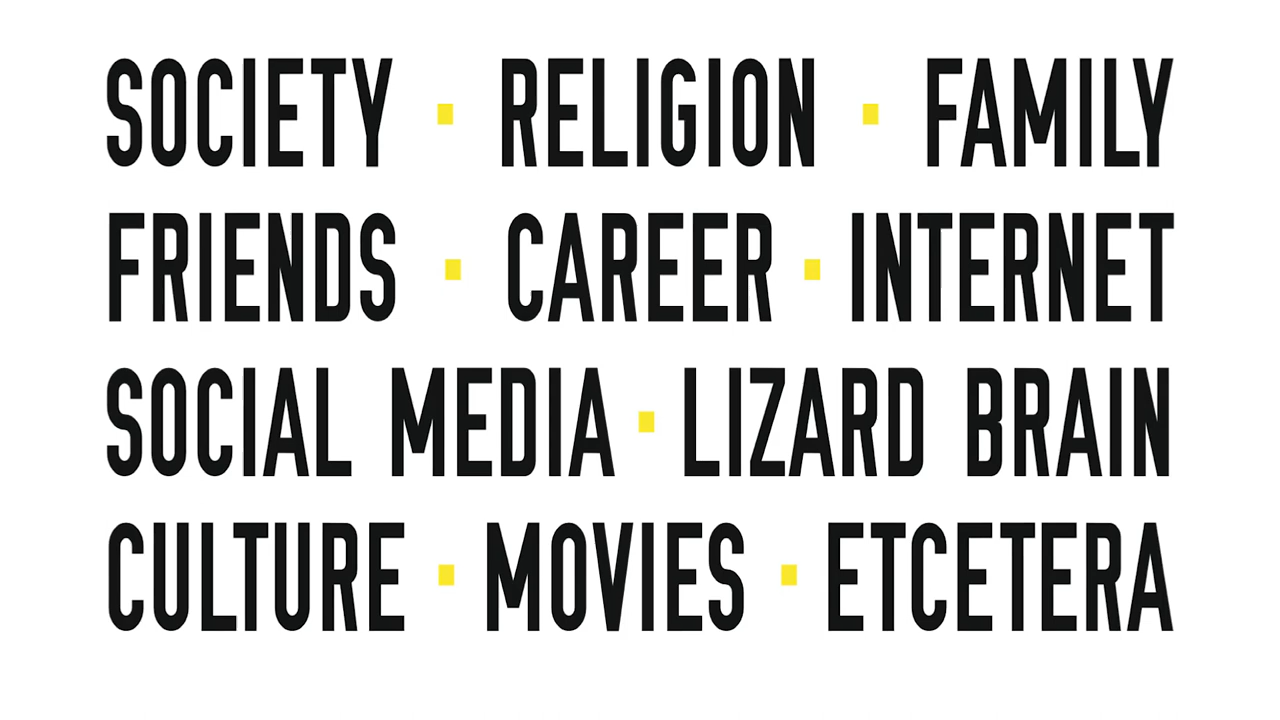 SOCIETY · RELIGION · FAMILY
FRIENDS · CAREER · INTERNET
SOCIAL MEDIA · LIZARD BRAIN
CULTURE · MOVIES · ETCETERA